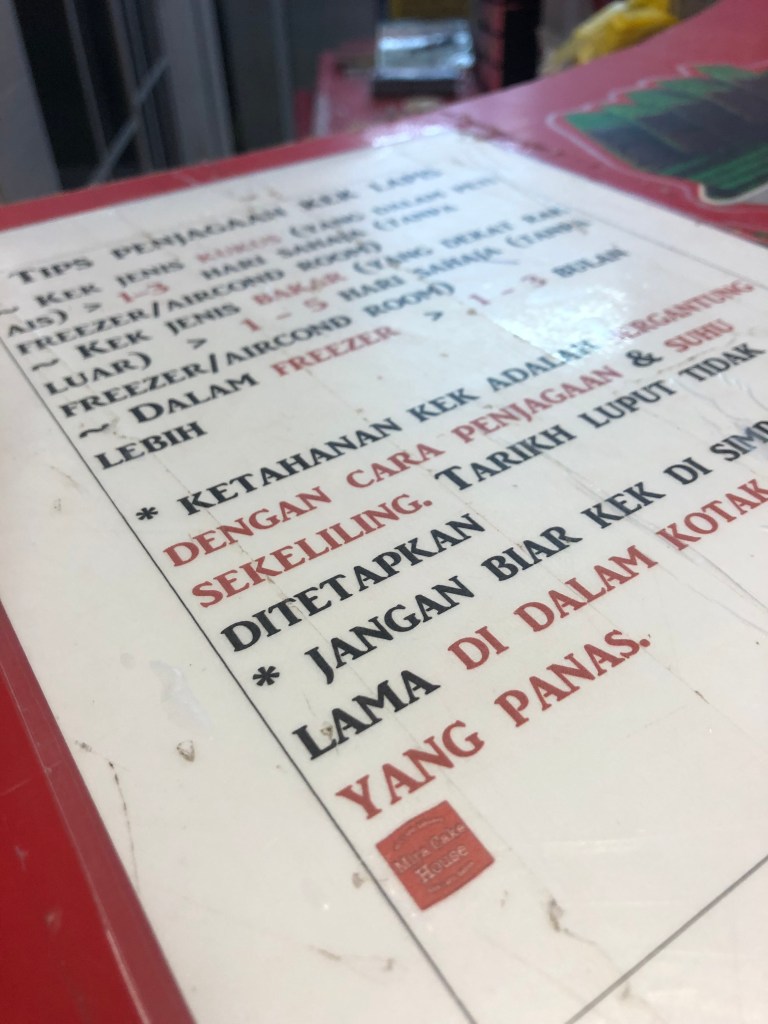 TIPS PENJAGAAN KEK LAPIS
~ KEK JENIS KUKUS (YANG DALAM PETI
AIS) > 1-3 HARI SAHAJA (TANPA
FREEZER/AIRCOND ROOM)
~ KEK JENIS BAKAR (YANG DEKAT RAK
LUAR) > 1 - 5 HARI SAHAJA (TANPA
FREEZER/AIRCOND ROOM)
~ DALAM FREEZER > 1 - 3 BULAN
LEBIH
* KETAHANAN KEK ADALAH BERGANTUNG
DENGAN CARA PENJAGAAN & SUHU
SEKELILING. TARIKH LUPUT TIDAK
DITETAPKAN
* JANGAN BIAR KEK DI SIMP
LAMA DI DALAM KOTAK
YANG PANAS.
Mira Cake
House